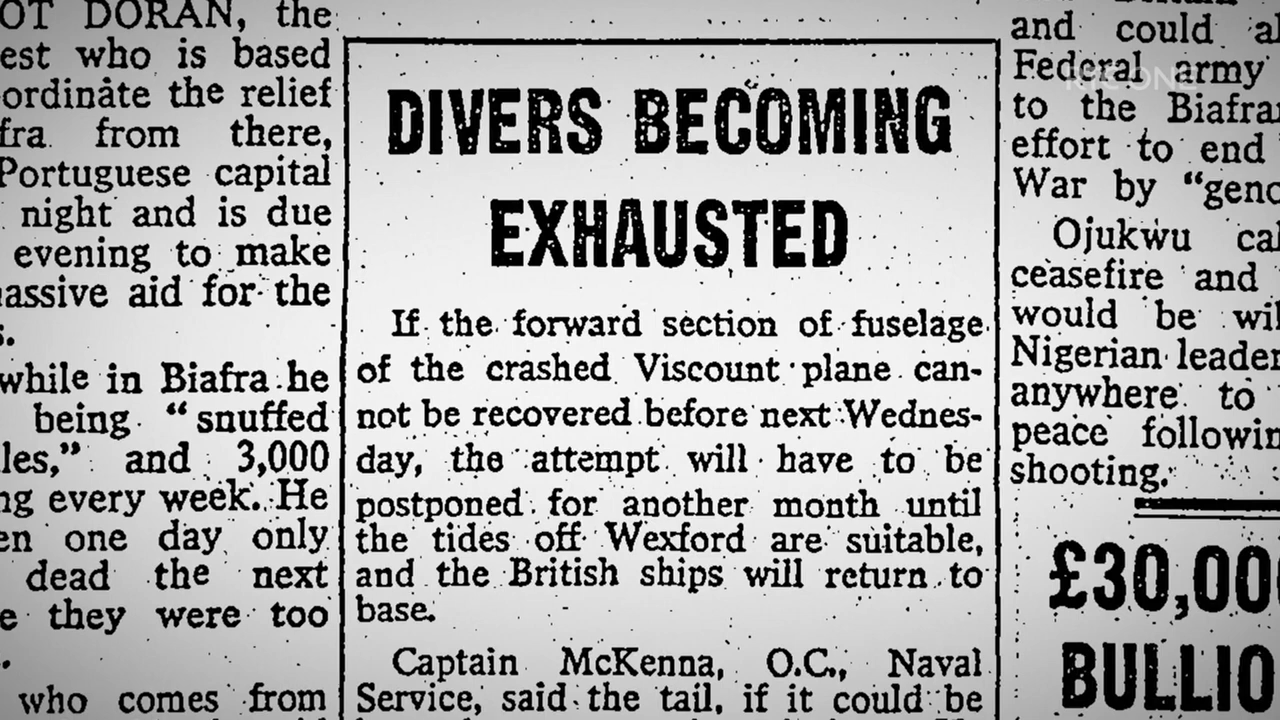 OT DORAN, the
est who is based
ordinate the relief
fra from there,
Portuguese capital
night and is due
evening to make
assive aid for the
s.
while in Biafra he
being "snuffed
les," and 3,000
ng every week. He
en one day only
dead the next
e they were too
who comes from
DIVERS BECOMING
EXHAUSTED
If the forward section of fuselage
of the crashed Viscount plane can-
not be recovered before next Wednes-
day, the attempt will have to be
postponed for another month until
the tides off Wexford are suitable,
and the British ships will return to
base.
Captain McKenna, O.C., Naval
Service, said the tail, if it could be
and could al
Federal army
to the Biafra
effort to end
War by "geno
Ojukwu cal
ceasefire and
would be wil
Nigerian leader
anywhere to
peace followin
shooting.
£30,00
BULLIO
RTÉ ONE